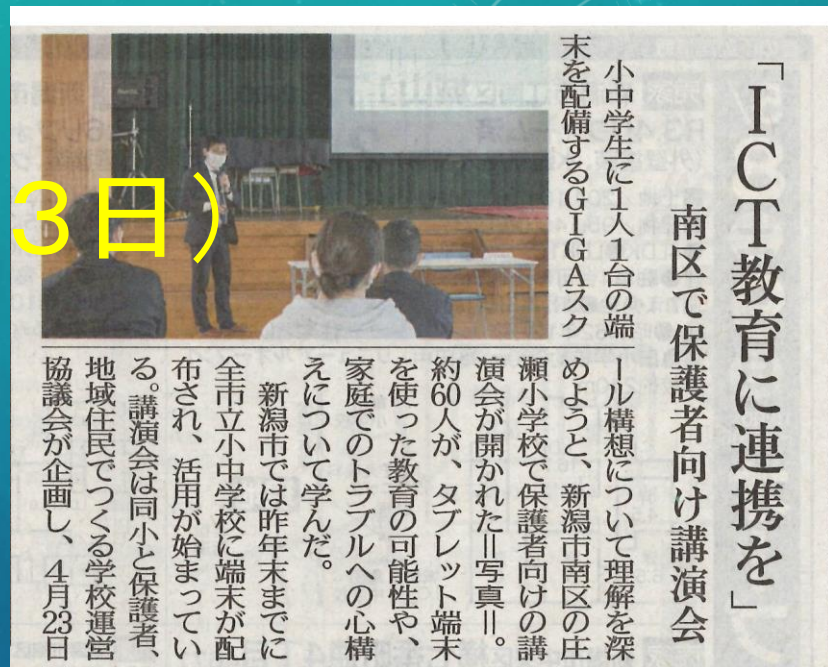 「ICT教育に連携を」
南区で保護者向け講演会
小中学生に1人1台の端
末を配備するGIGAスク
ール構想について理解を深
めようと、新潟市南区の庄
瀬小学校で保護者向けの講
演会が開かれた＝写真＝。
約60人が、タブレット端末
を使った教育の可能性や、
家庭でのトラブルへの心構
えについて学んだ。
新潟市では昨年末までに
全市立小中学校に端末が配
布され、活用が始まってい
る。講演会は同小と保護者、
地域住民でつくる学校運営
協議会が企画し、4月23日
3日）